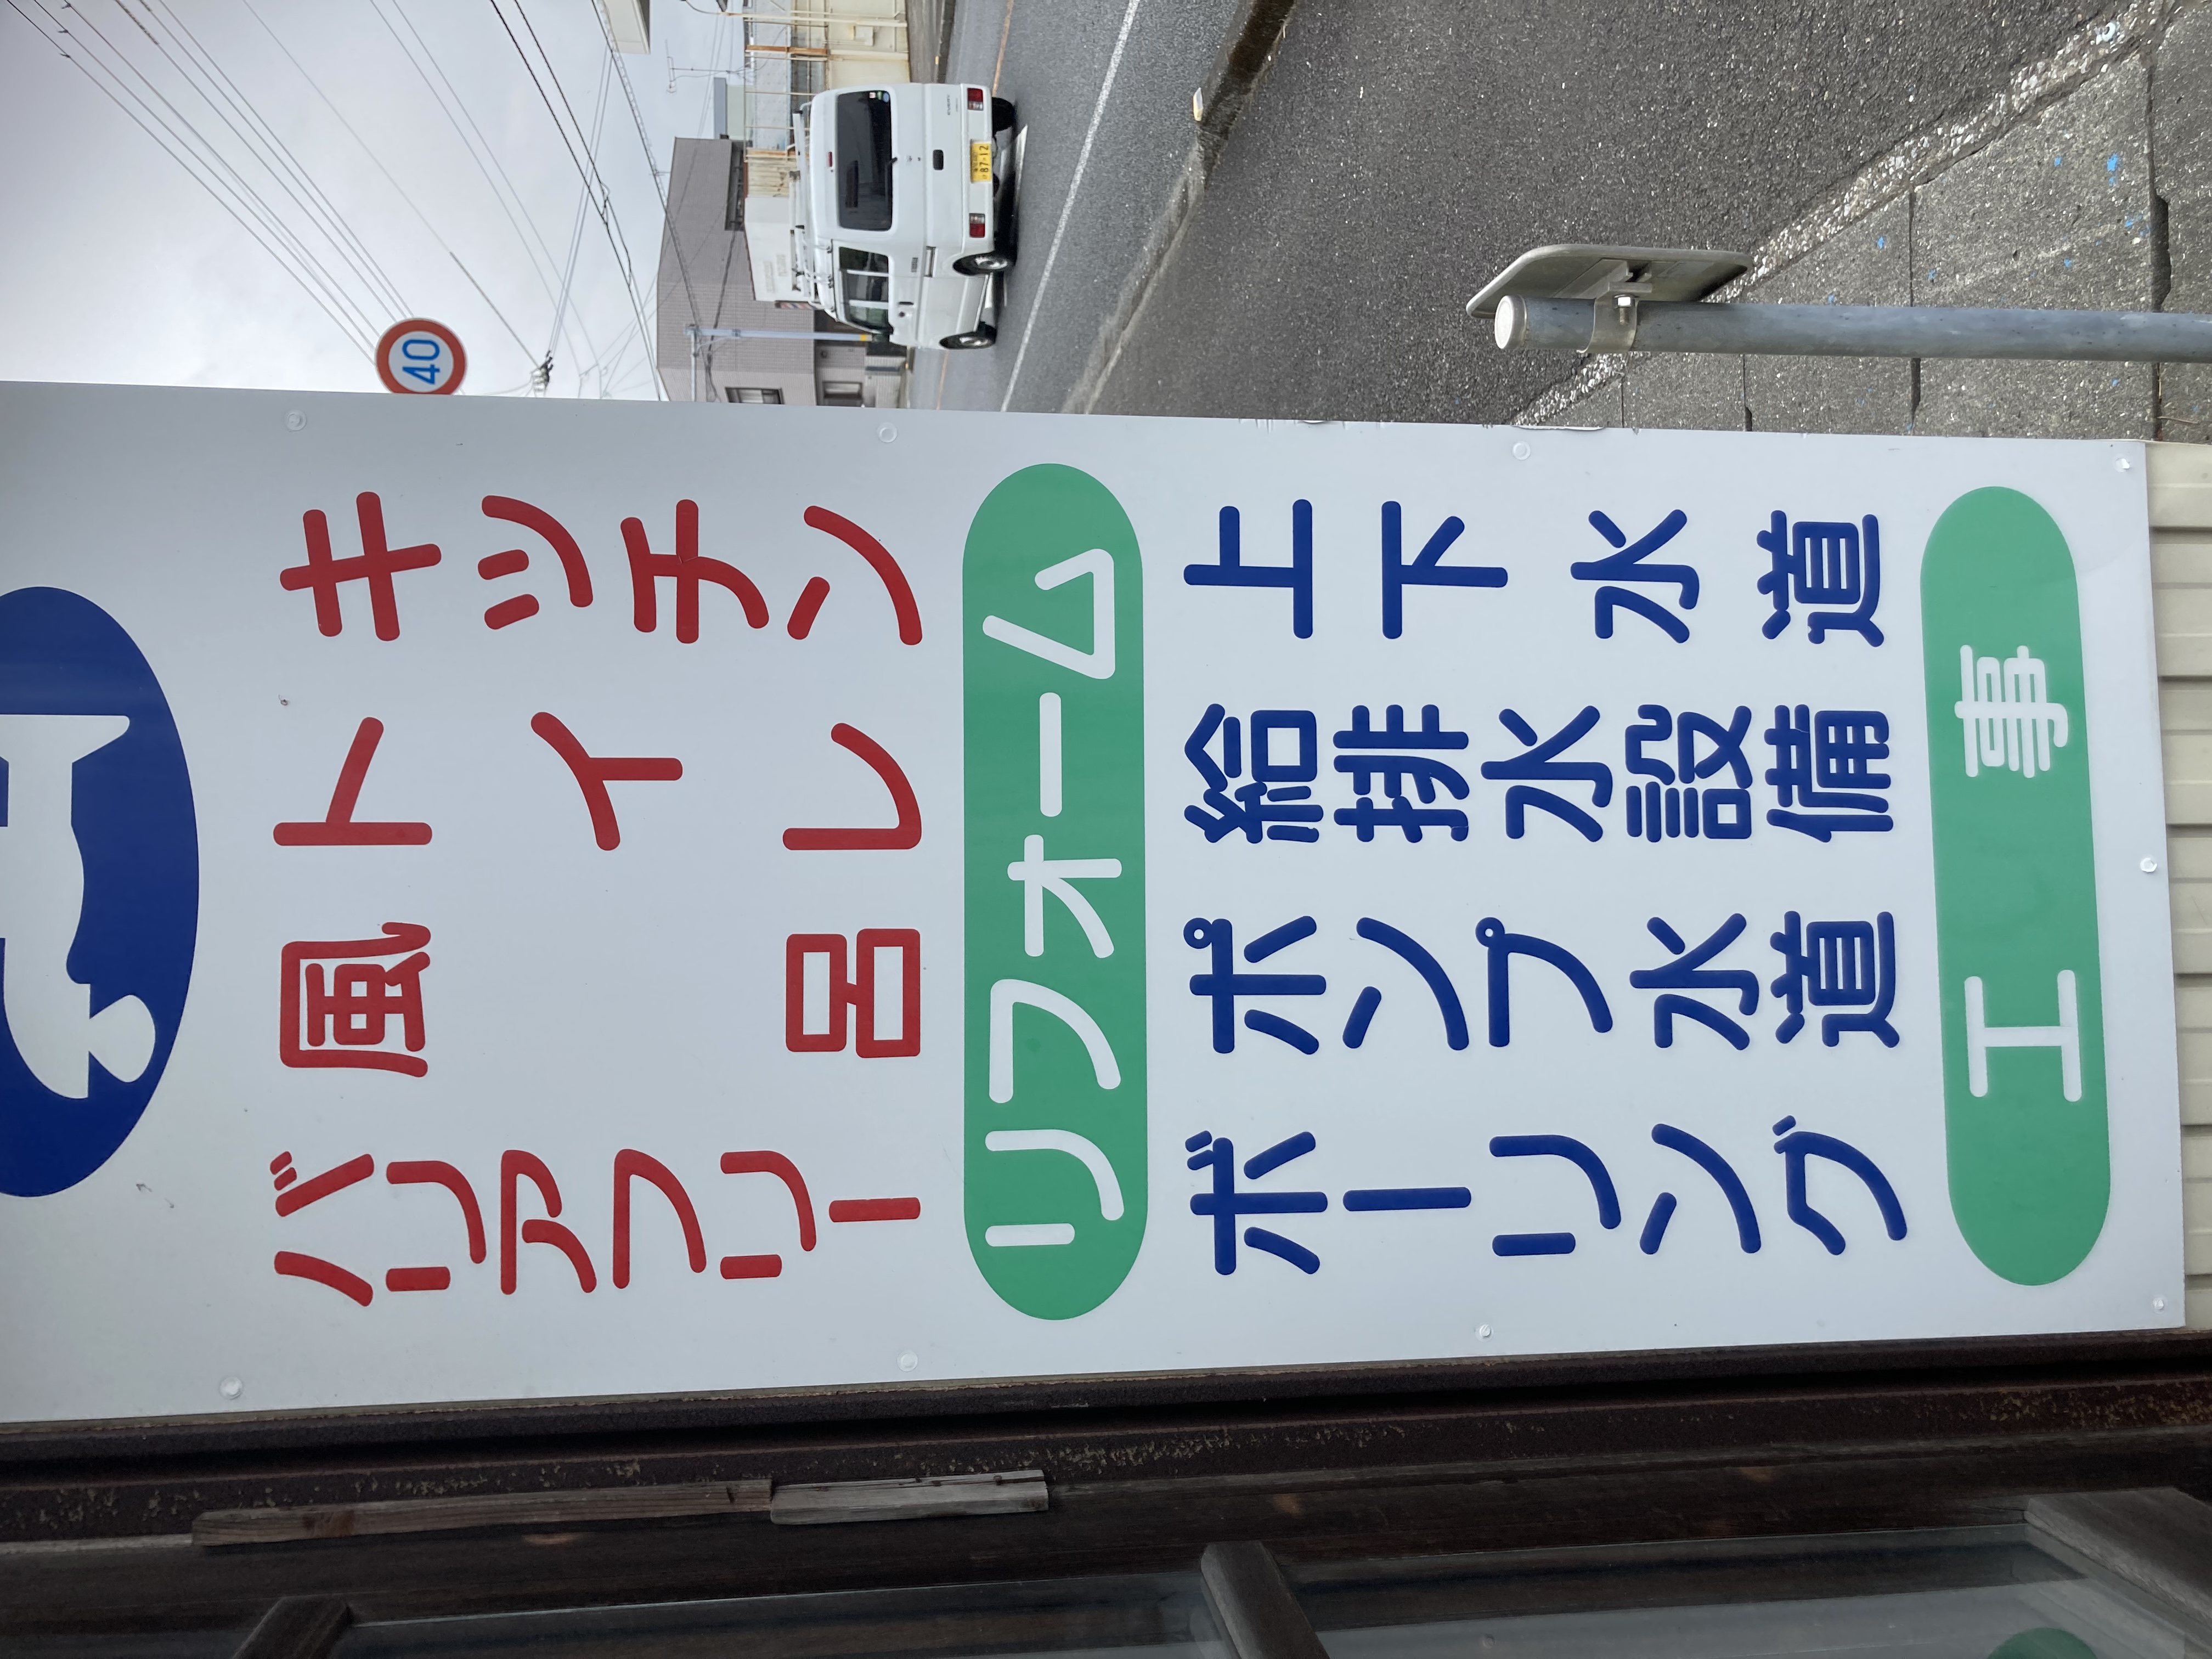 キッチン
トイレ
風呂
バリアフリー
リフォーム
上下水道
給排水設備
ポンプ水道
ボーリング
工事
40
87-12